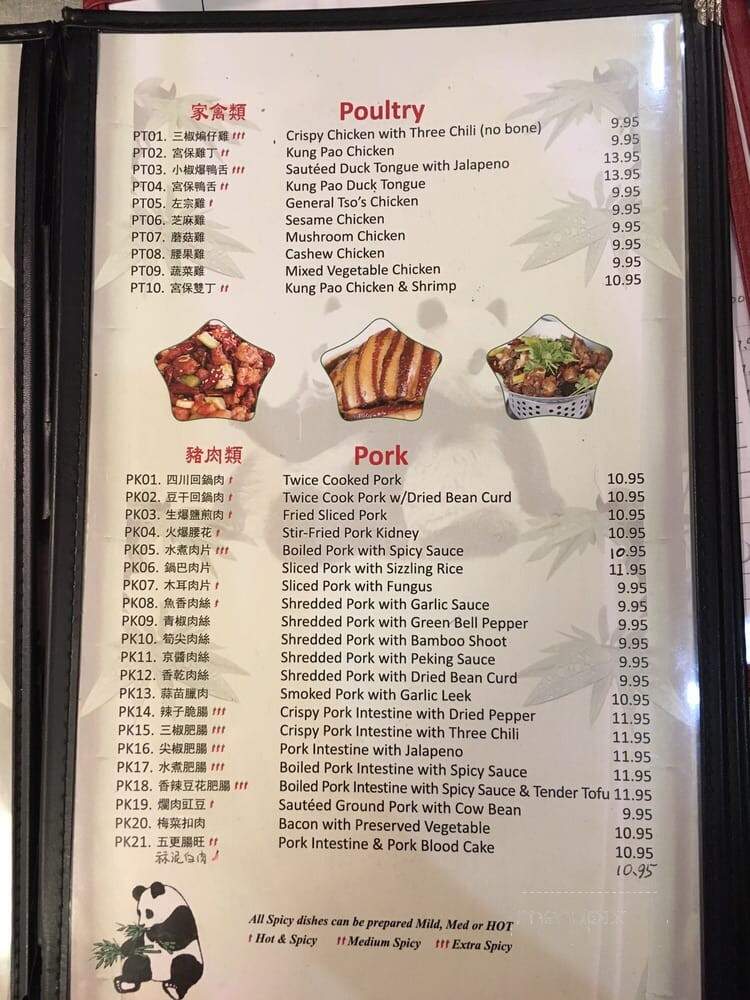 家禽類 Poultry
PT01. 三椒煸仔雞 Crispy Chicken with Three Chili (no bone) 9.95
PT02. 宮保雞丁 Kung Pao Chicken 9.95
PT03. 小椒爆鴨舌 Sautéed Duck Tongue with Jalapeno 13.95
PT04. 宮保鴨舌 Kung Pao Duck Tongue 13.95
PT05. 左宗雞 General Tso's Chicken 9.95
PT06. 芝麻雞 Sesame Chicken 9.95
PT07. 蘑菇雞 Mushroom Chicken 9.95
PT08. 腰果雞 Cashew Chicken 9.95
PT09. 蔬菜雞 Mixed Vegetable Chicken 9.95
PT10. 宮保雙丁 Kung Pao Chicken & Shrimp 10.95
豬肉類 Pork
PK01. 四川回鍋肉 Twice Cooked Pork 10.95
PK02. 豆干回鍋肉 Twice Cook Pork w/Dried Bean Curd 10.95
PK03. 生爆鹽煎肉 Fried Sliced Pork 10.95
PK04. 火爆腰花 Stir-Fried Pork Kidney 10.95
PK05. 水煮肉片 Boiled Pork with Spicy Sauce 10.95
PK06. 鍋巴肉片 Sliced Pork with Sizzling Rice 11.95
PK07. 木耳肉片 Sliced Pork with Fungus 9.95
PK08. 魚香肉絲 Shredded Pork with Garlic Sauce 9.95
PK09. 青椒肉絲 Shredded Pork with Green Bell Pepper 9.95
PK10. 筍尖肉絲 Shredded Pork with Bamboo Shoot 9.95
PK11. 京醬肉絲 Shredded Pork with Peking Sauce 9.95
PK12. 香乾肉絲 Shredded Pork with Dried Bean Curd 9.95
PK13. 蒜苗臘肉 Smoked Pork with Garlic Leek 10.95
PK14. 辣子脆腸 Crispy Pork Intestine with Dried Pepper 11.95
PK15. 三椒肥腸 Crispy Pork Intestine with Three Chili 11.95
PK16. 尖椒肥腸 Pork Intestine with Jalapeno 11.95
PK17. 水煮肥腸 Boiled Pork Intestine with Spicy Sauce 11.95
PK18. 香辣豆花肥腸 Boiled Pork Intestine with Spicy Sauce & Tender Tofu 11.95
PK19. 爛肉豇豆 Sautéed Ground Pork with Cow Bean 9.95
PK20. 梅菜扣肉 Bacon with Preserved Vegetable 10.95
PK21. 五更腸旺 Pork Intestine & Pork Blood Cake 10.95
白肉 10.95
All Spicy dishes can be prepared Mild, Med or HOT
Hot & Spicy Medium Spicy Extra Spicy